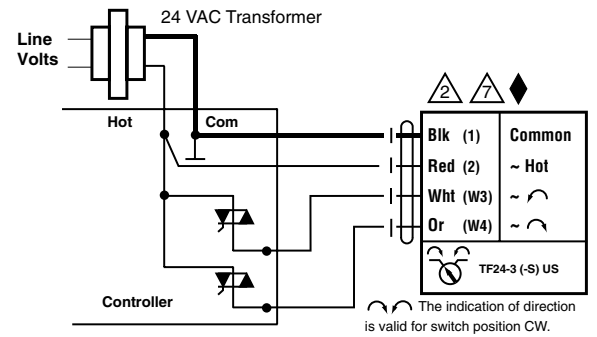 24 VAC Transformer
Line
Volts
Hot
Com
2
7
Blk (1) Common
Red (2) ~ Hot
Wht (W3) ~
Or (W4) ~
TF24-3 (-S) US
Controller
The indication of direction
is valid for switch position CW.